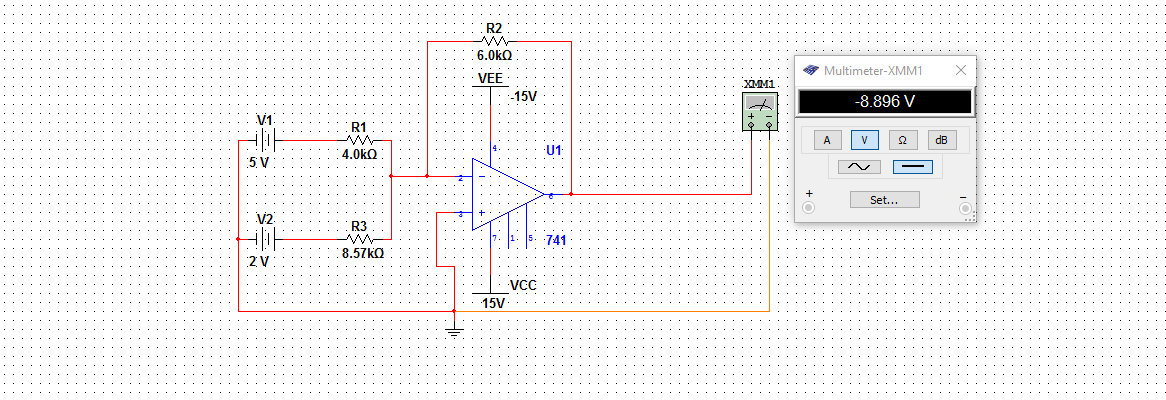 R2
6.0kΩ
VEE
-15V
XMM1
Multimeter-XMM1
-8.896 V
A
V
Ω
dB
+
-
Set...
V1
5 V
R1
4.0kΩ
4
U1
2
-
6
3
+
7
1
5
741
V2
2 V
R3
8.57kΩ
VCC
15V
+
-